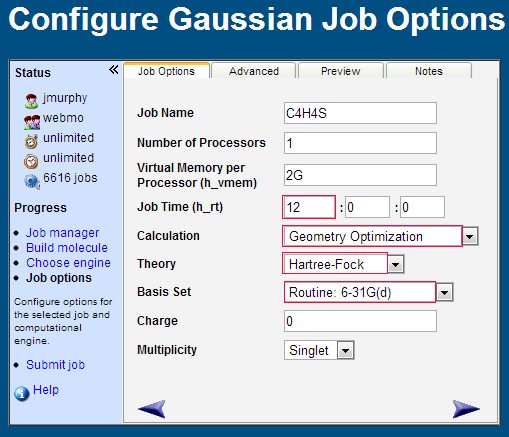 Configure Gaussian Job Options
Status
jmurphy
webmo
unlimited
unlimited
6616 jobs
Progress
Job manager
Build molecule
Choose engine
Job options
Configure options for
the selected job and
computational
engine.
Submit job
Help
Job Options Advanced Preview Notes
Job Name C4H4S
Number of Processors 1
Virtual Memory per
Processor (h_vmem) 2G
Job Time (h_rt) 12 : 0 : 0
Calculation Geometry Optimization
Theory Hartree-Fock
Basis Set Routine: 6-31G(d)
Charge 0
Multiplicity Singlet